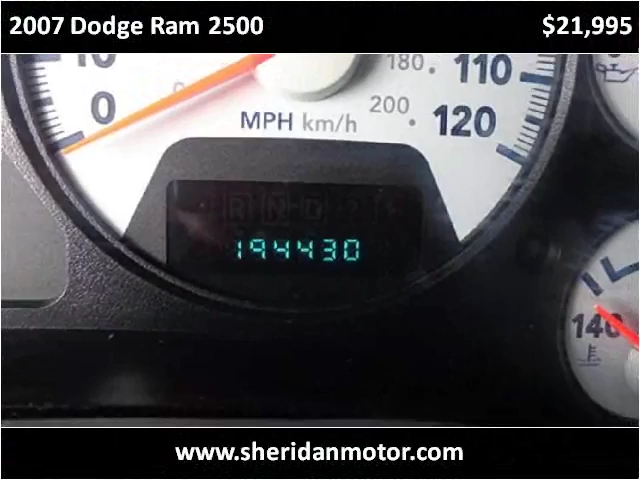 2007 Dodge Ram 2500 $21,995
10 180. 110
0 200. 120
MPH km/h
R N D
194430
140
www.sheridanmotor.com